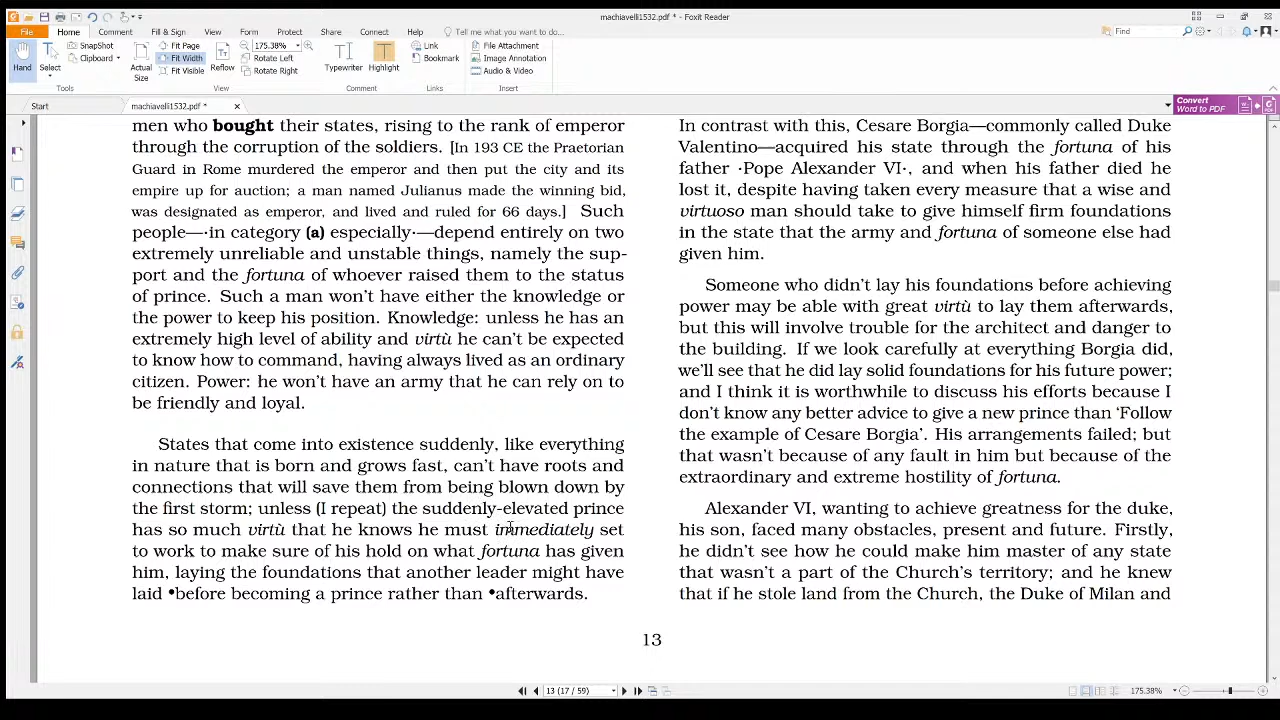 machiavelli1532.pdf * - Foxit Reader
File Home Comment Fill & Sign View Form Protect Share Connect Help Tell me what you want to do... Find
SnapShot
Clipboard
Hand Select
Tools
Actual Size
Fit Page
Fit Width
Fit Visible
Reflow
175.38%
Rotate Left
Rotate Right
View
Typewriter Highlight
Comment
Link
Bookmark
Links
File Attachment
Image Annotation
Audio & Video
Insert
Start machiavelli1532.pdf *
Convert
Word to PDF
men who bought their states, rising to the rank of emperor
through the corruption of the soldiers. [In 193 CE the Praetorian
Guard in Rome murdered the emperor and then put the city and its
empire up for auction; a man named Julianus made the winning bid,
was designated as emperor, and lived and ruled for 66 days.] Such
people—·in category (a) especially·—depend entirely on two
extremely unreliable and unstable things, namely the sup-
port and the fortuna of whoever raised them to the status
of prince. Such a man won't have either the knowledge or
the power to keep his position. Knowledge: unless he has an
extremely high level of ability and virtù he can't be expected
to know how to command, having always lived as an ordinary
citizen. Power: he won't have an army that he can rely on to
be friendly and loyal.
States that come into existence suddenly, like everything
in nature that is born and grows fast, can't have roots and
connections that will save them from being blown down by
the first storm; unless (I repeat) the suddenly-elevated prince
has so much virtù that he knows he must immediately set
to work to make sure of his hold on what fortuna has given
him, laying the foundations that another leader might have
laid •before becoming a prince rather than •afterwards.
In contrast with this, Cesare Borgia—commonly called Duke
Valentino—acquired his state through the fortuna of his
father ·Pope Alexander VI·, and when his father died he
lost it, despite having taken every measure that a wise and
virtuoso man should take to give himself firm foundations
in the state that the army and fortuna of someone else had
given him.
Someone who didn't lay his foundations before achieving
power may be able with great virtù to lay them afterwards,
but this will involve trouble for the architect and danger to
the building. If we look carefully at everything Borgia did,
we'll see that he did lay solid foundations for his future power;
and I think it is worthwhile to discuss his efforts because I
don't know any better advice to give a new prince than 'Follow
the example of Cesare Borgia'. His arrangements failed; but
that wasn't because of any fault in him but because of the
extraordinary and extreme hostility of fortuna.
Alexander VI, wanting to achieve greatness for the duke,
his son, faced many obstacles, present and future. Firstly,
he didn't see how he could make him master of any state
that wasn't a part of the Church's territory; and he knew
that if he stole land from the Church, the Duke of Milan and
13
13 (17 / 59)
175.38%